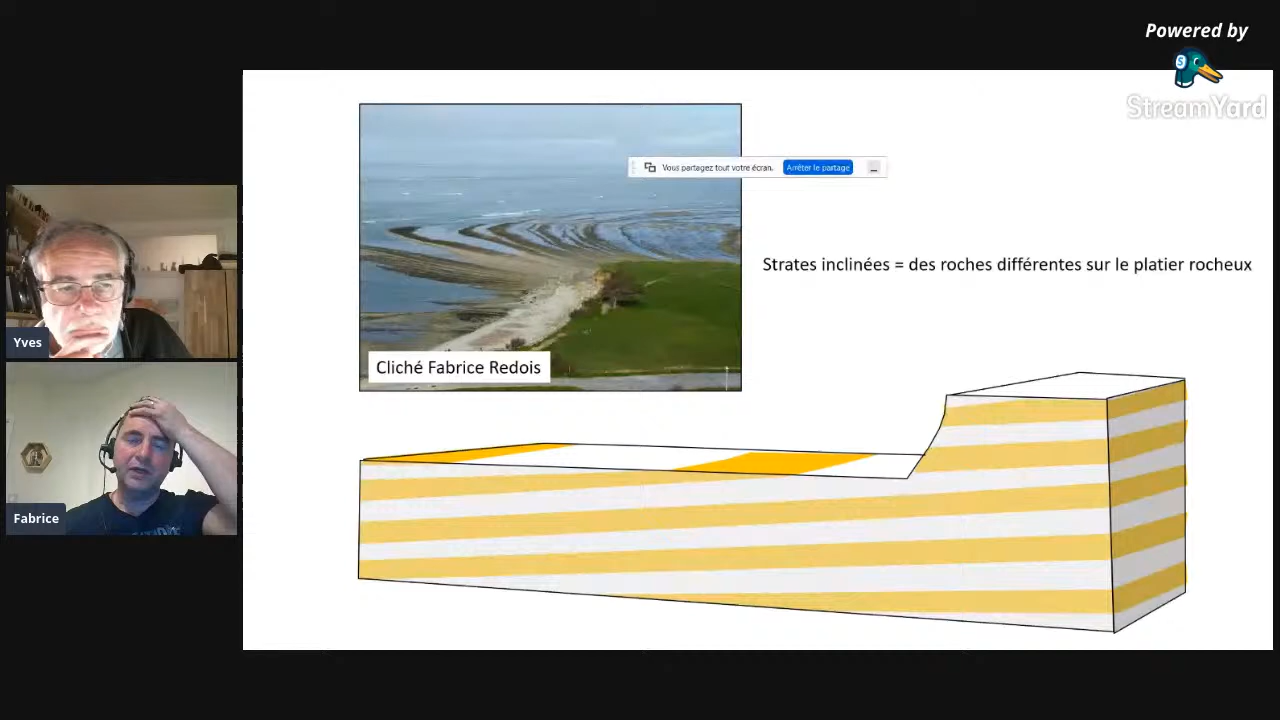 Powered by
StreamYard
Vous partagez tout votre écran.
Arrêter le partage
Strates inclinées = des roches différentes sur le platier rocheux
Cliché Fabrice Redois
Yves
Fabrice